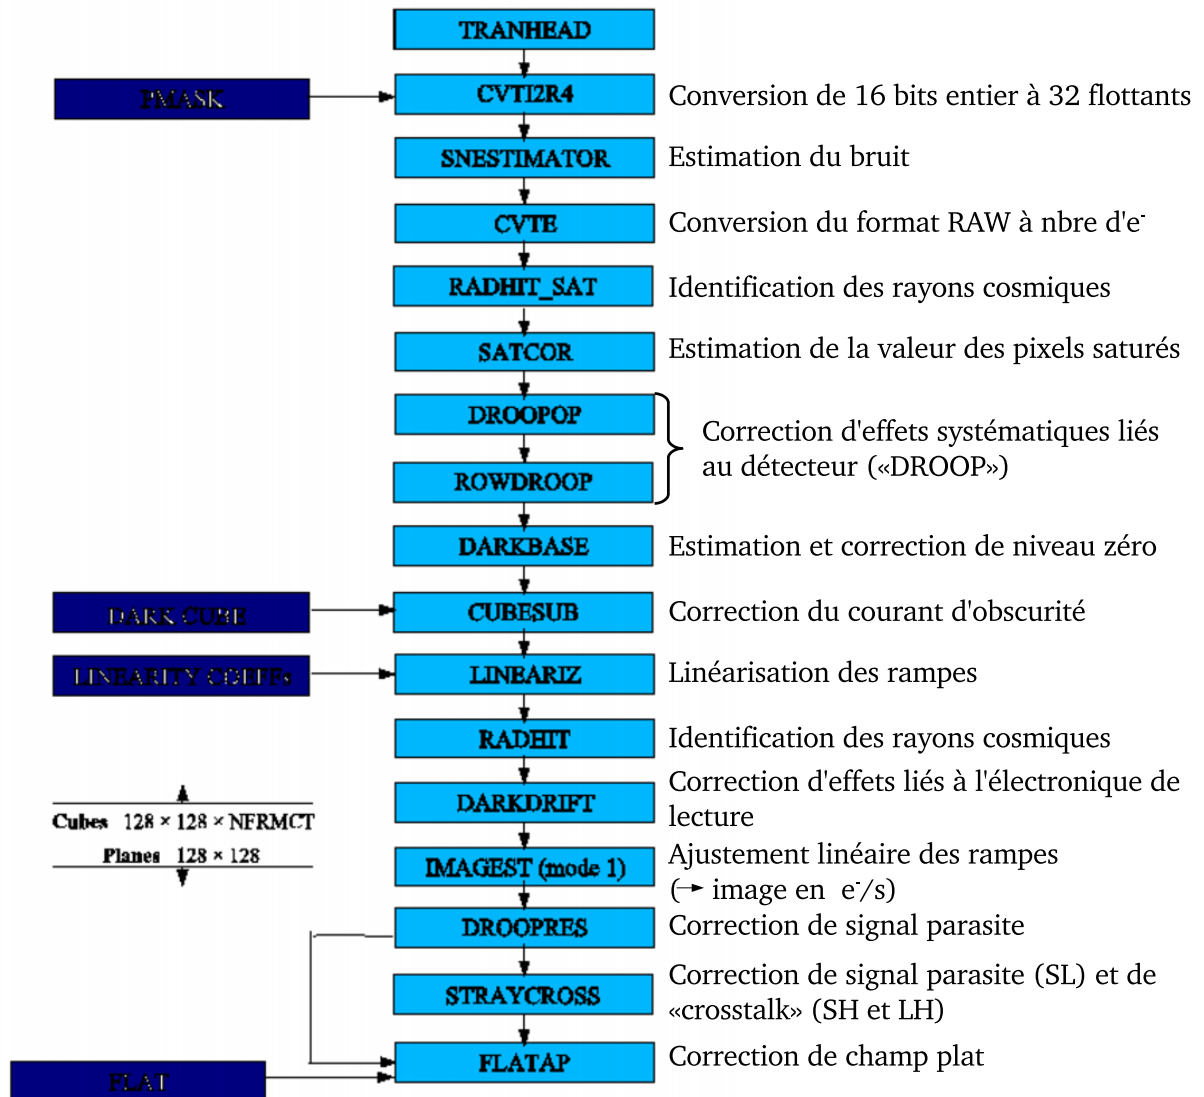 TRANHEAD
PMASK
CVTI2R4
Conversion de 16 bits entier à 32 flottants
SNESTIMATOR
Estimation du bruit
CVTE
Conversion du format RAW à nbre d'e-
RADHIT_SAT
Identification des rayons cosmiques
SATCOR
Estimation de la valeur des pixels saturés
DROOPOP
Correction d'effets systématiques liés
au détecteur («DROOP»)
ROWDROOP
DARKBASE
Estimation et correction de niveau zéro
DARK CUBE
CUBESUB
Correction du courant d'obscurité
LINEARITY COEFFs
LINEARIZ
Linéarisation des rampes
RADHIT
Identification des rayons cosmiques
DARKDRIFT
Correction d'effets liés à l'électronique de
lecture
Cubes 128 × 128 × NFRMCT
Planes 128 × 128
IMAGEST (mode 1)
Ajustement linéaire des rampes
(→ image en e-/s)
DROOPRES
Correction de signal parasite
STRAYCROSS
Correction de signal parasite (SL) et de
«crosstalk» (SH et LH)
FLATAP
Correction de champ plat
FLAT